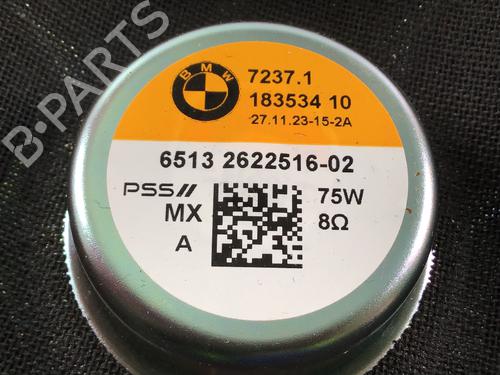 B-PARTS
BMW
7237.1
183534 10
27.11.23-15-2A
6513 2622516-02
PSS//
75W
MX
8Ω
A